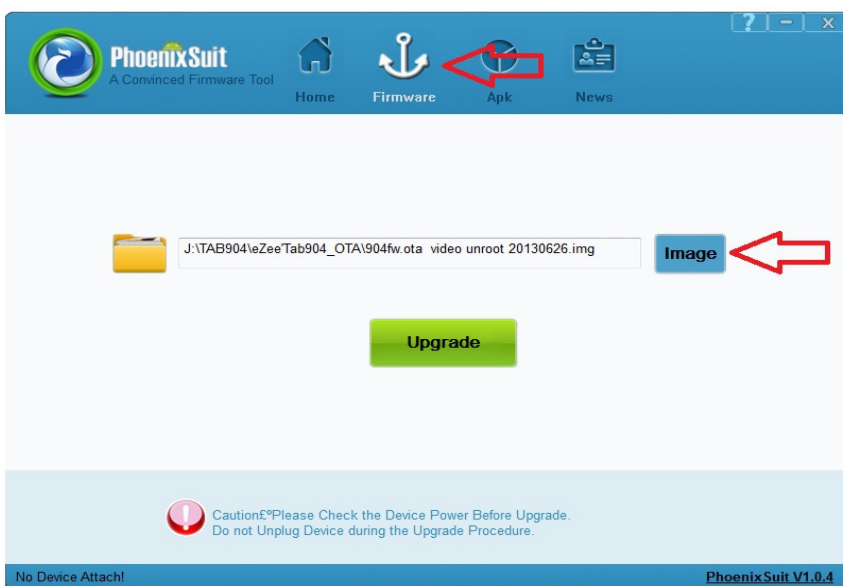 PhoenixSuit
A Convinced Firmware Tool
Home
Firmware
Apk
News
? - x
J:\TAB904\eZee'Tab904_OTA\904fw.ota video unroot 20130626.img
Image
Upgrade
Caution£ºPlease Check the Device Power Before Upgrade.
Do not Unplug Device during the Upgrade Procedure.
No Device Attach!
PhoenixSuit V1.0.4